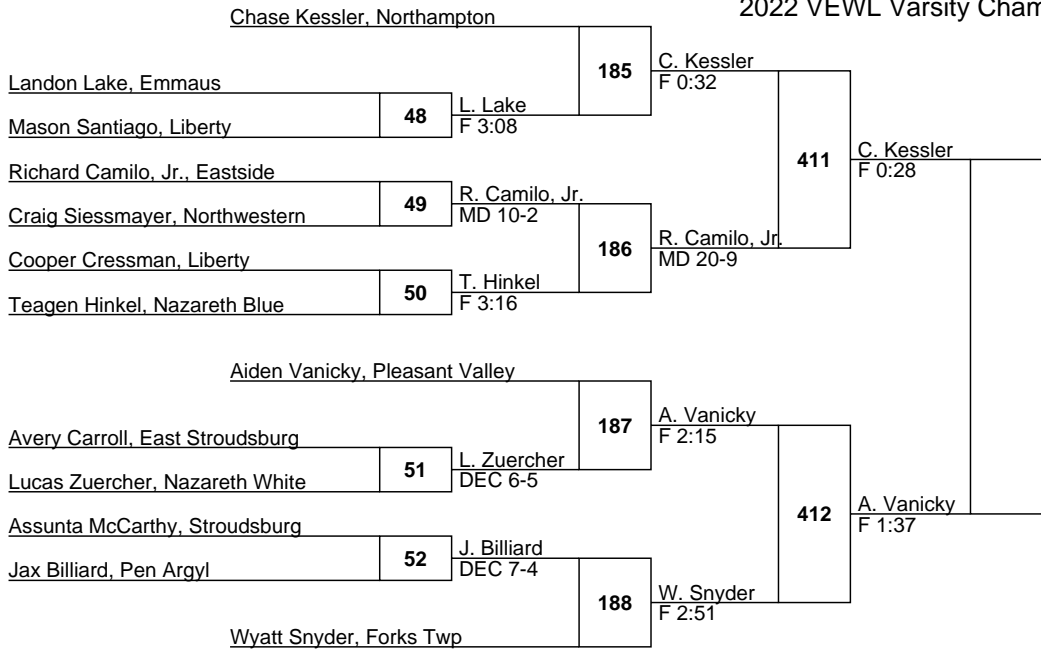 2022 VEWL Varsity
Chase Kessler, Northampton
185
C. Kessler
F 0:32
Landon Lake, Emmaus
48
L. Lake
F 3:08
Mason Santiago, Liberty
411
C. Kessler
F 0:28
Richard Camilo, Jr., Eastside
49
R. Camilo, Jr.
MD 10-2
Craig Siessmayer, Northwestern
186
R. Camilo, Jr.
MD 20-9
Cooper Cressman, Liberty
50
T. Hinkel
F 3:16
Teagen Hinkel, Nazareth Blue
Aiden Vanicky, Pleasant Valley
187
A. Vanicky
F 2:15
Avery Carroll, East Stroudsburg
51
L. Zuercher
DEC 6-5
Lucas Zuercher, Nazareth White
412
A. Vanicky
F 1:37
Assunta McCarthy, Stroudsburg
52
J. Billiard
DEC 7-4
Jax Billiard, Pen Argyl
188
W. Snyder
F 2:51
Wyatt Snyder, Forks Twp